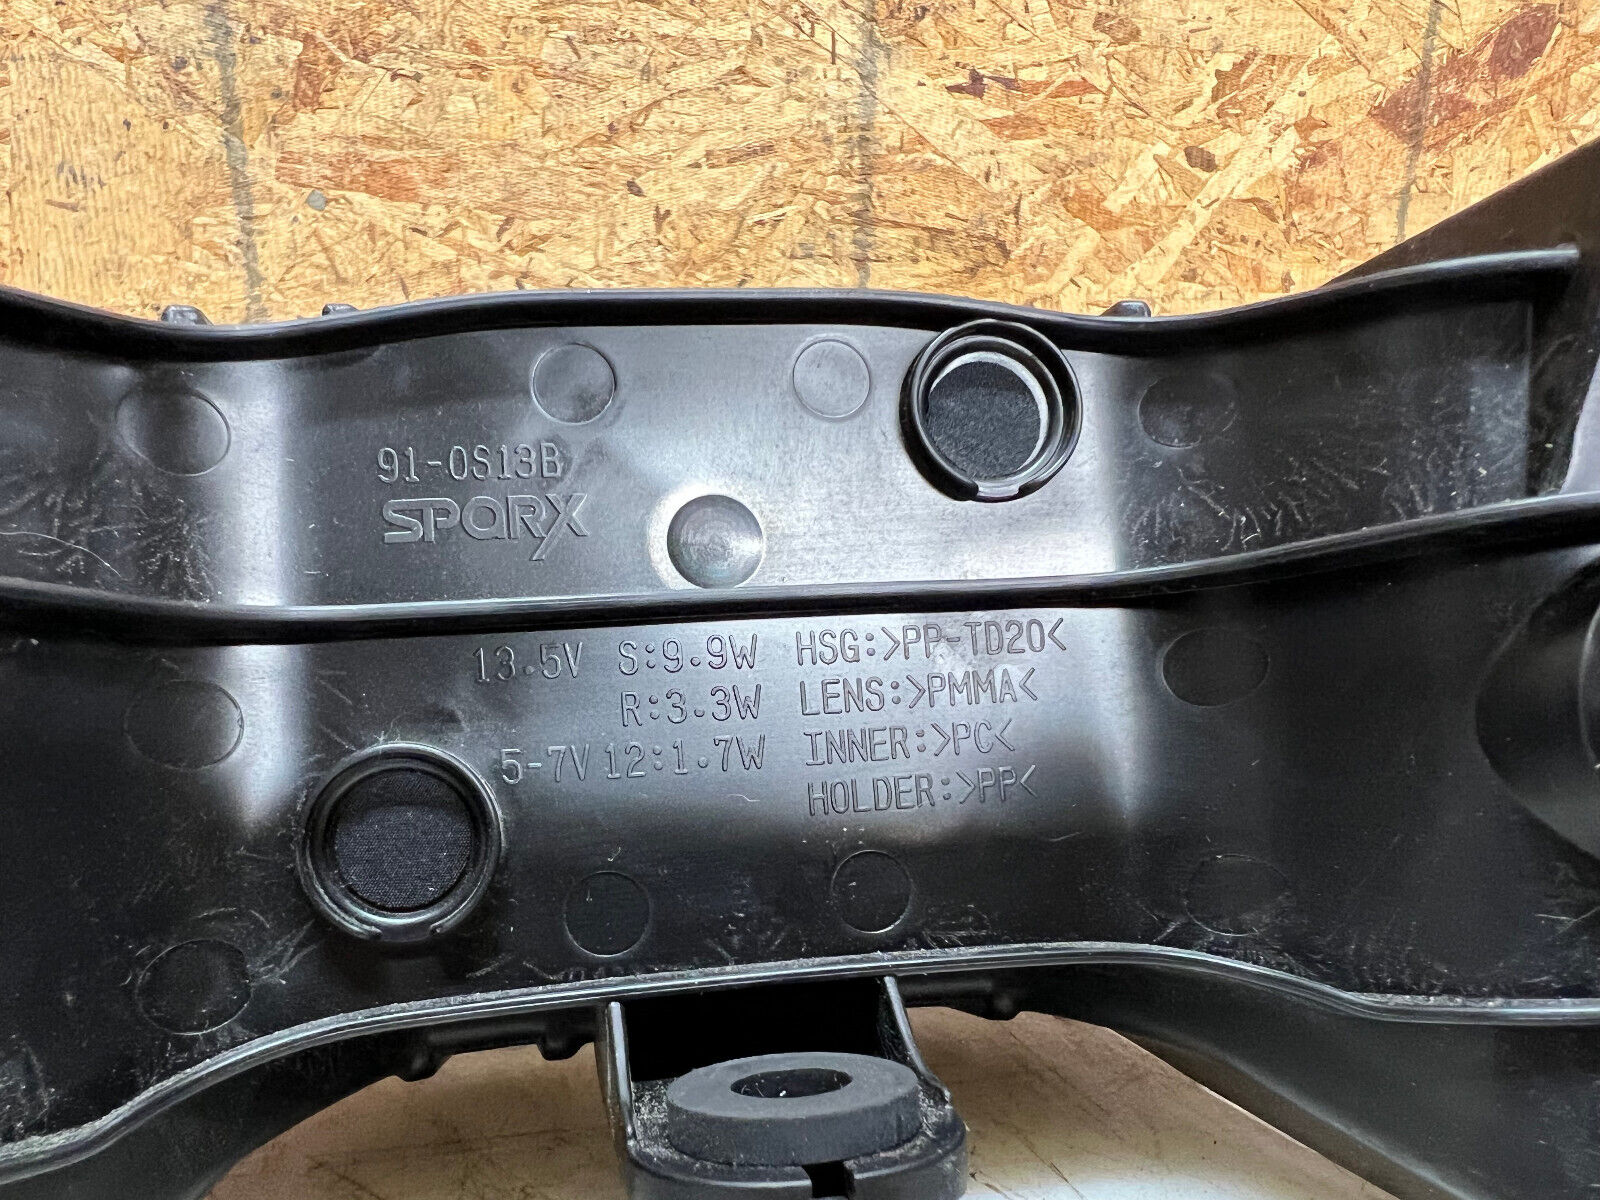 91-0S13B
SPARX
13.5V S:9.9W HSG:>PP-TD20<
R:3.3W LENS:>PMMA<
5-7V 12:1.7W INNER:>PC<
HOLDER:>PP<